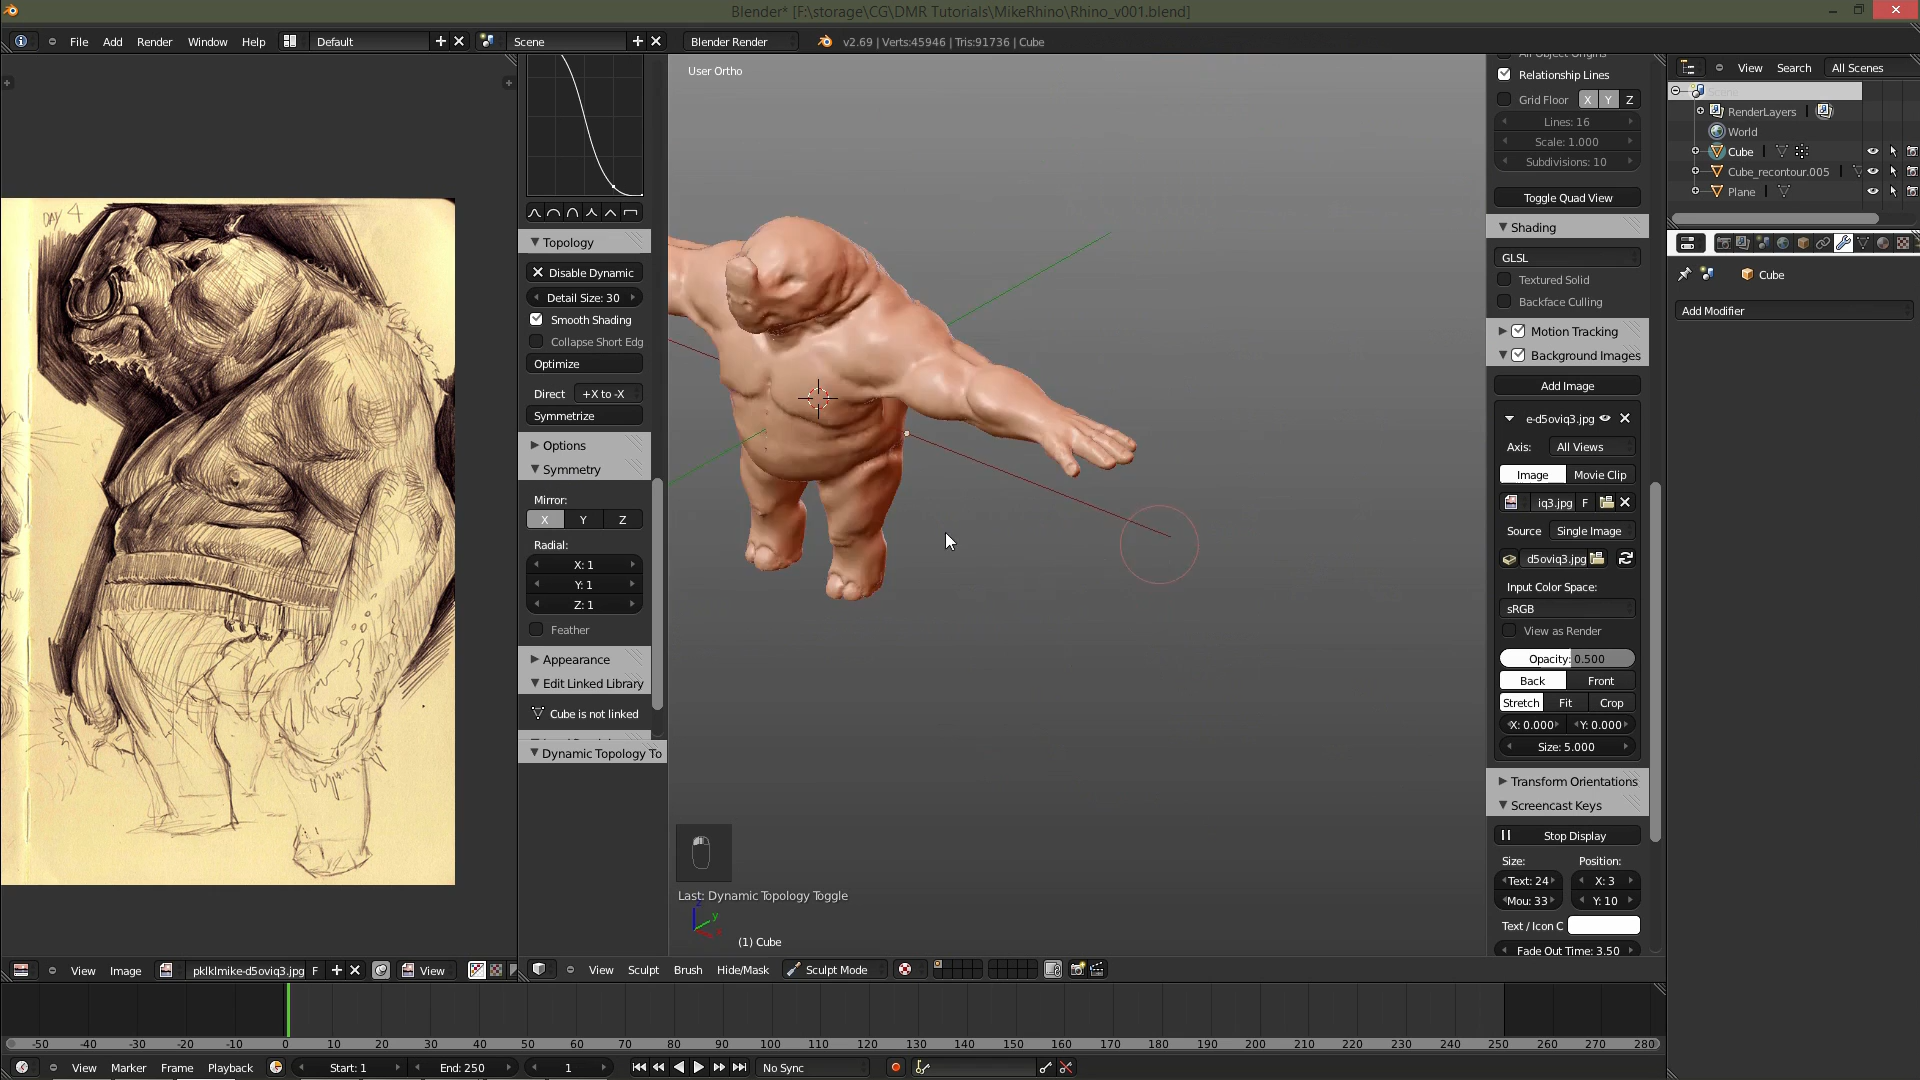 Blender* [F:\storage\CG\DMR Tutorials\MikeRhino\Rhino_v001.blend]
File Add Render Window Help Default Scene Blender Render v2.69 | Verts:45946 | Tris:91736 | Cube
User Ortho
DAY 4
Topology
Disable Dynamic
Detail Size: 30
Smooth Shading
Collapse Short Edg
Optimize
Direct +X to -X
Symmetrize
Options
Symmetry
Mirror:
X Y Z
Radial:
X: 1
Y: 1
Z: 1
Feather
Appearance
Edit Linked Library
Cube is not linked
Dynamic Topology To
Last: Dynamic Topology Toggle
z y x
(1) Cube
Relationship Lines
Grid Floor X Y Z
Lines: 16
Scale: 1.000
Subdivisions: 10
Toggle Quad View
Shading
GLSL
Textured Solid
Backface Culling
Motion Tracking
Background Images
Add Image
e-d5oviq3.jpg
Axis: All Views
Image Movie Clip
iq3.jpg F
Source Single Image
d5oviq3.jpg
Input Color Space:
sRGB
View as Render
Opacity: 0.500
Back Front
Stretch Fit Crop
X: 0.000 Y: 0.000
Size: 5.000
Transform Orientations
Screencast Keys
Stop Display
Size: Position:
Text: 24 X: 3
Mou: 33 Y: 10
Text / Icon C
Fade Out Time: 3.50
View Search All Scenes
RenderLayers
World
Cube
Cube_recontour.005
Plane
Cube
Add Modifier
View Image pklklmike-d5oviq3.jpg F View
View Sculpt Brush Hide/Mask Sculpt Mode
-50 -40 -30 -20 -10 0 10 20 30 40 50 60 70 80 90 100 110 120 130 140 150 160 170 180 190 200 210 220 230 240 250 260 270 280
View Marker Frame Playback Start: 1 End: 250 1 No Sync